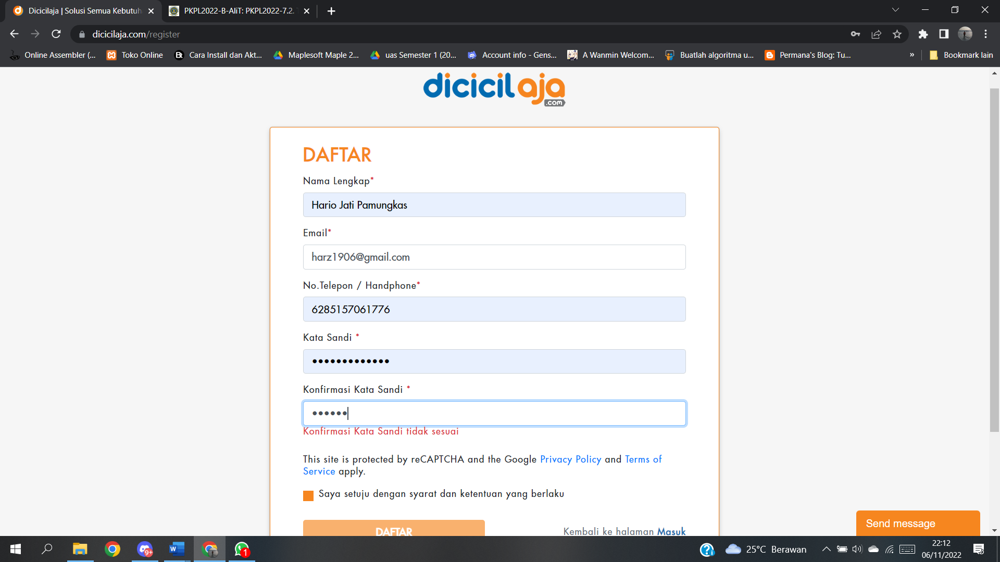 Dicicilaja | Solusi Semua Kebutuh
PKPL2022-B-AliT: PKPL2022-7.2.
dicicilaja.com/register
Online Assembler (...
Toko Online
Cara Install dan Akt...
Maplesoft Maple 2...
uas Semester 1 (20...
Account info - Gens...
A Wanmin Welcom...
Buatlah algoritma u...
Permana's Blog: Tu...
»
Bookmark lain
dicicilaja
.com
DAFTAR
Nama Lengkap*
Hario Jati Pamungkas
Email*
harz1906@gmail.com
No.Telepon / Handphone*
6285157061776
Kata Sandi *
•••••••••••••
Konfirmasi Kata Sandi *
••••••
Konfirmasi Kata Sandi tidak sesuai
This site is protected by reCAPTCHA and the Google Privacy Policy and Terms of
Service apply.
Saya setuju dengan syarat dan ketentuan yang berlaku
DAFTAR
Kembali ke halaman Masuk
Send message
9+
1
25°C Berawan
22:12
06/11/2022